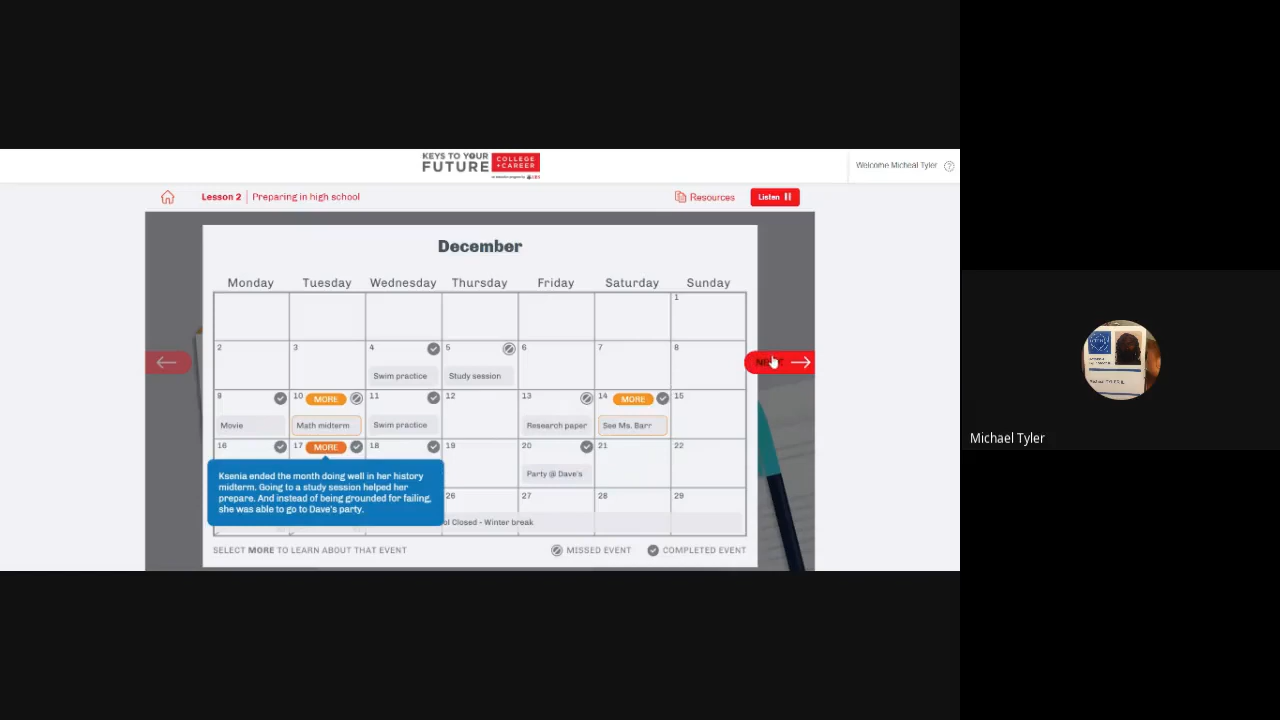 KEYS TO YOUR
FUTURE
COLLEGE
+CAREER
Welcome Micheal Tyler
Lesson 2 | Preparing in high school
Resources
Listen
December
Monday Tuesday Wednesday Thursday Friday Saturday Sunday
1
2 3 4 5 6 7 8
Swim practice Study session
9 10 MORE 11 12 13 14 MORE 15
Movie Math midterm Swim practice Research paper See Ms. Barr
16 17 MORE 18 19 20 21 22
Party @ Dave's
Ksenia ended the month doing well in her history
midterm. Going to a study session helped her
prepare. And instead of being grounded for failing,
she was able to go to Dave's party.
26 27 28 29
ol Closed - Winter break
SELECT MORE TO LEARN ABOUT THAT EVENT
MISSED EVENT COMPLETED EVENT
Michael Tyler